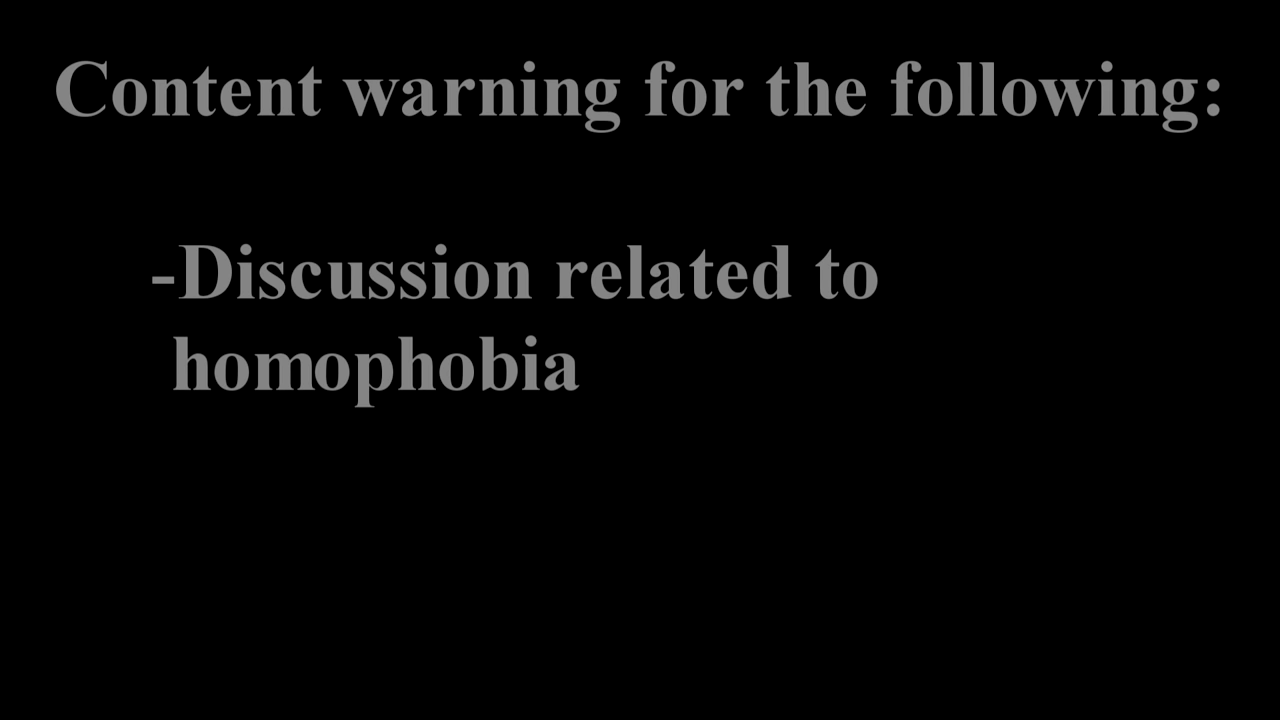 Content warning for the following:
-Discussion related to
homophobia